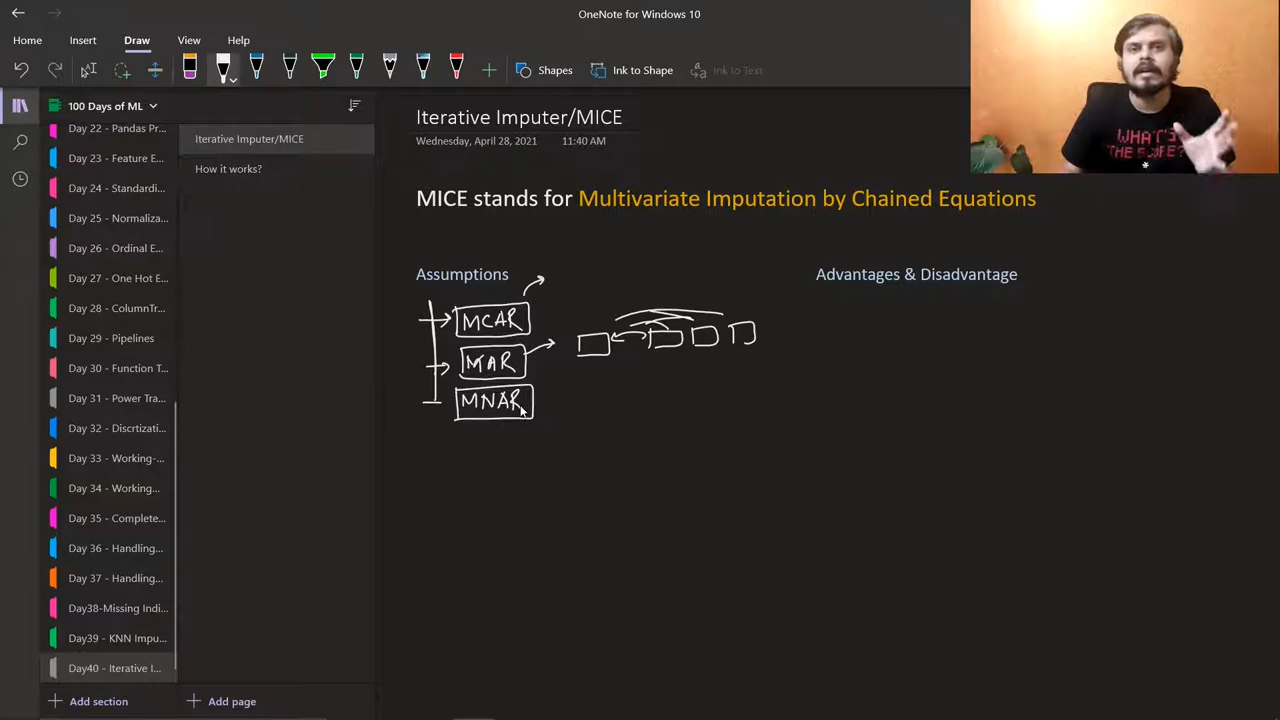 OneNote for Windows 10
Home
Insert
Draw
View
Help
Shapes
Ink to Shape
Ink to Text
100 Days of ML
Day 22 - Pandas Pr...
Day 23 - Feature E...
Day 24 - Standardi...
Day 25 - Normaliza...
Day 26 - Ordinal E...
Day 27 - One Hot E...
Day 28 - ColumnTr...
Day 29 - Pipelines
Day 30 - Function T...
Day 31 - Power Tra...
Day 32 - Discrtizati...
Day 33 - Working-...
Day 34 - Working...
Day 35 - Complete...
Day 36 - Handling...
Day 37 - Handling...
Day38-Missing Indi...
Day39 - KNN Impu...
Day40 - Iterative I...
Add section
Iterative Imputer/MICE
How it works?
Add page
Iterative Imputer/MICE
Wednesday, April 28, 2021 11:40 AM
MICE stands for Multivariate Imputation by Chained Equations
Assumptions
MCAR
MAR
MNAR
Advantages & Disadvantage
WHAT'S
THE SCORE?